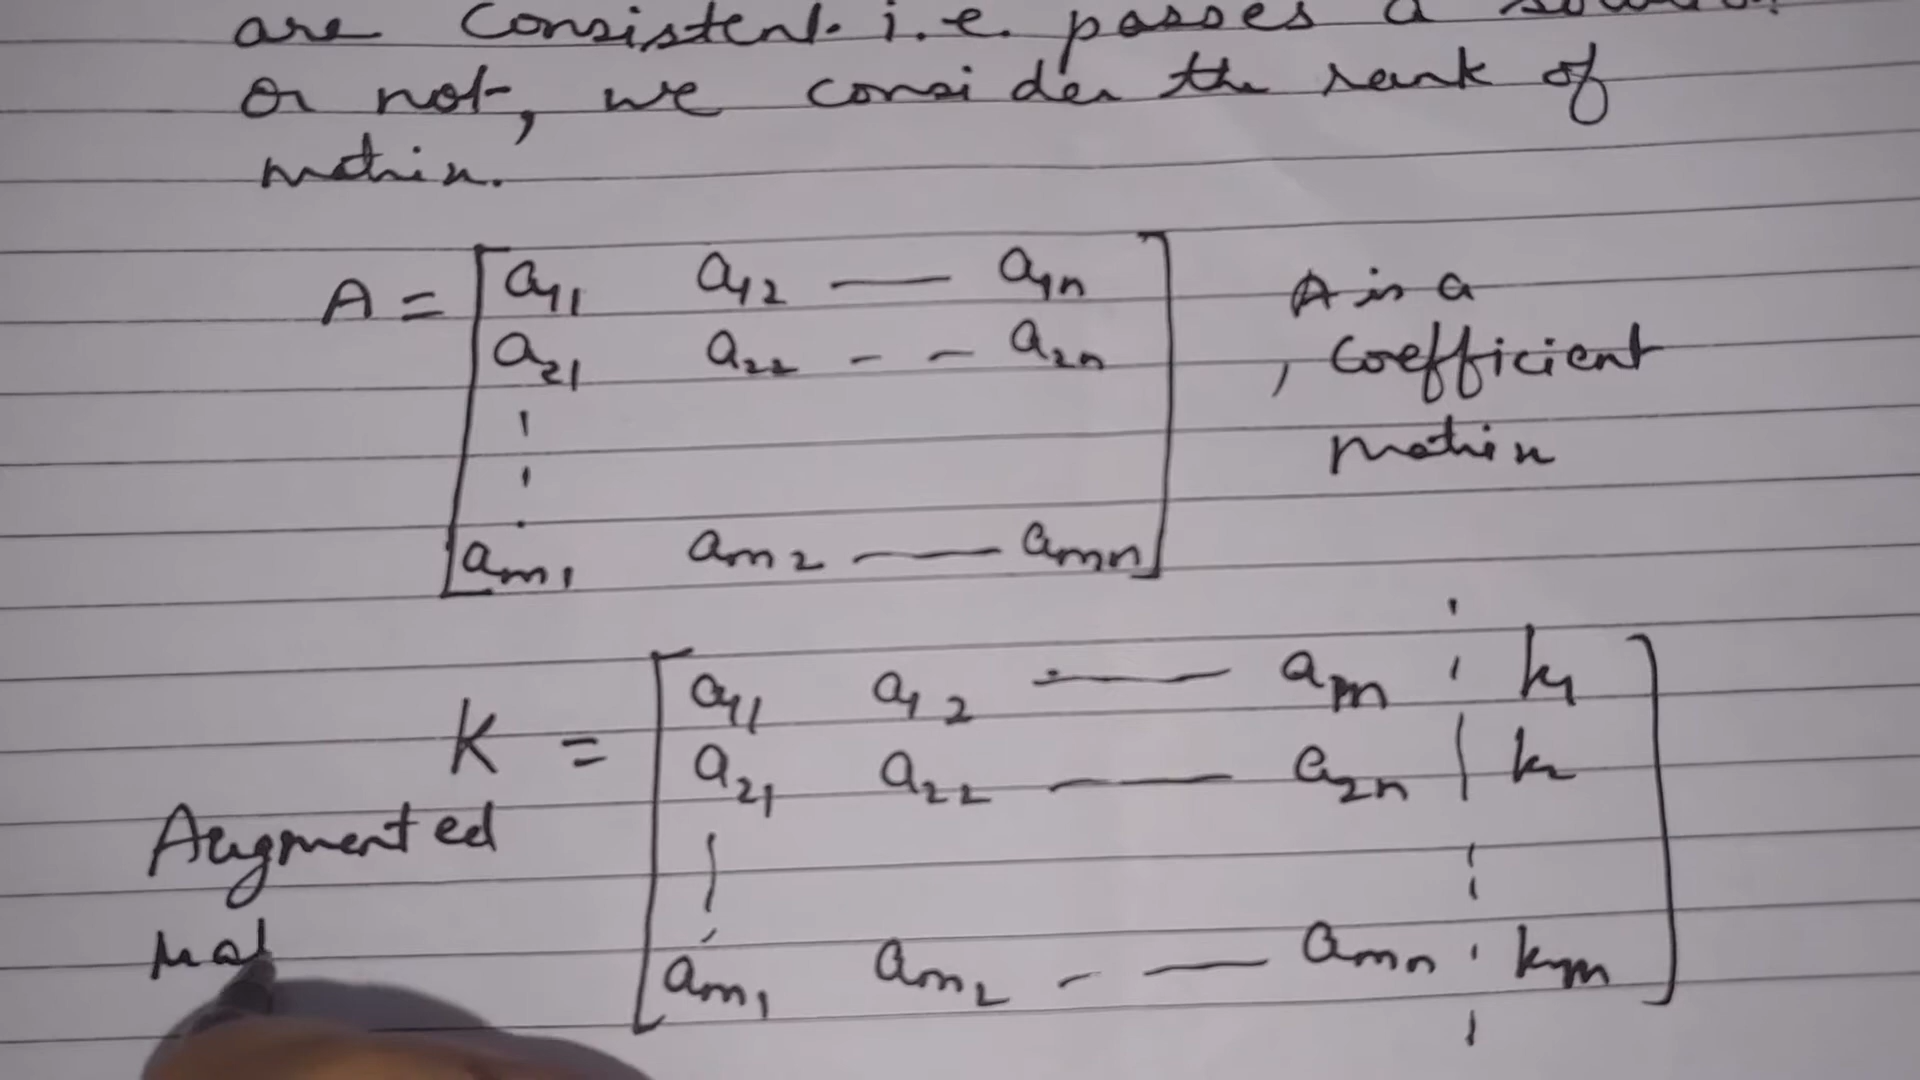 are consistent. i.e. posses a
or not, we consider the rank of
matrix.
A = [ a11 a12 — a1n
a21 a22 - - a2n
am1 am2 — amn ]
A is a
, coefficient
matrix
K = [ a11 a12 — a1n : k1
a21 a22 — a2n | k2
am1 am2 - — amn : km ]
Augmented
Mat